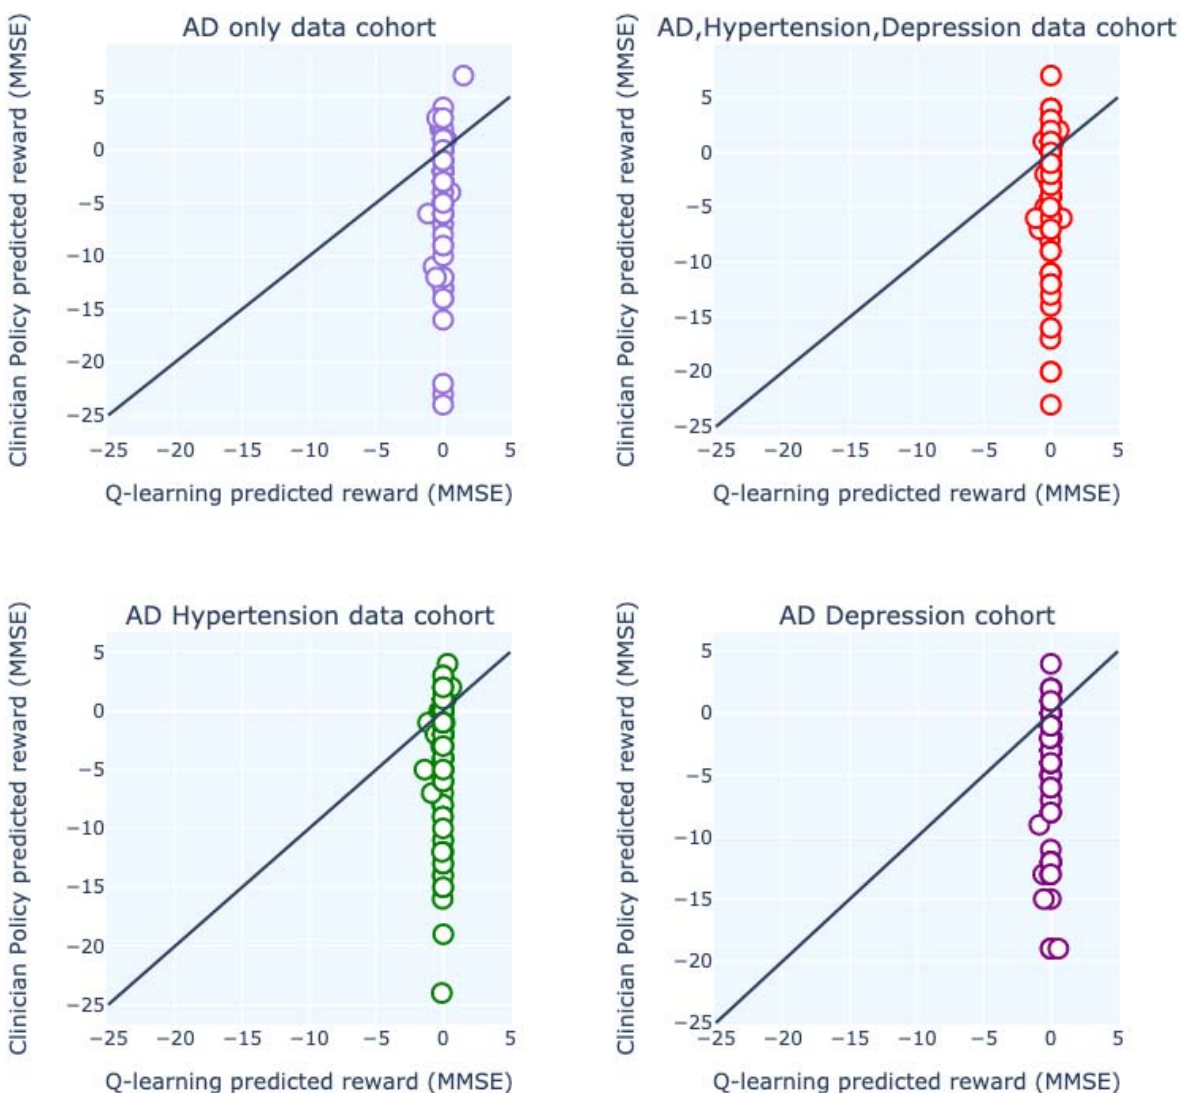 AD only data cohort
Clinician Policy predicted reward (MMSE)
5
0
−5
−10
−15
−20
−25
−25 −20 −15 −10 −5 0 5
Q-learning predicted reward (MMSE)
AD,Hypertension,Depression data cohort
Clinician Policy predicted reward (MMSE)
5
0
−5
−10
−15
−20
−25
−25 −20 −15 −10 −5 0 5
Q-learning predicted reward (MMSE)
AD Hypertension data cohort
Clinician Policy predicted reward (MMSE)
5
0
−5
−10
−15
−20
−25
−25 −20 −15 −10 −5 0 5
Q-learning predicted reward (MMSE)
AD Depression cohort
Clinician Policy predicted reward (MMSE)
5
0
−5
−10
−15
−20
−25
−25 −20 −15 −10 −5 0 5
Q-learning predicted reward (MMSE)